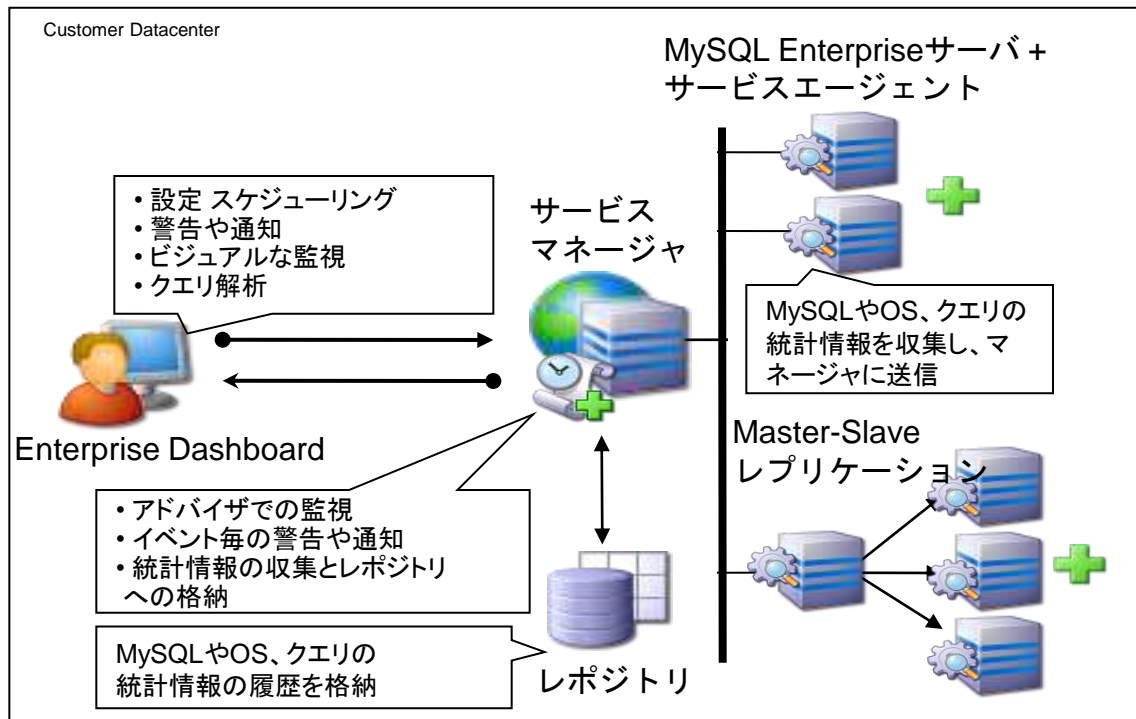 Customer Datacenter
MySQL Enterpriseサーバ +
サービスエージェント
• 設定 スケジューリング
• 警告や通知
• ビジュアルな監視
• クエリ解析
サービス
マネージャ
MySQLやOS、クエリの
統計情報を収集し、マ
ネージャに送信
Enterprise Dashboard
Master-Slave
レプリケーション
• アドバイザでの監視
• イベント毎の警告や通知
• 統計情報の収集とレポジトリ
への格納
MySQLやOS、クエリの
統計情報の履歴を格納
レポジトリ